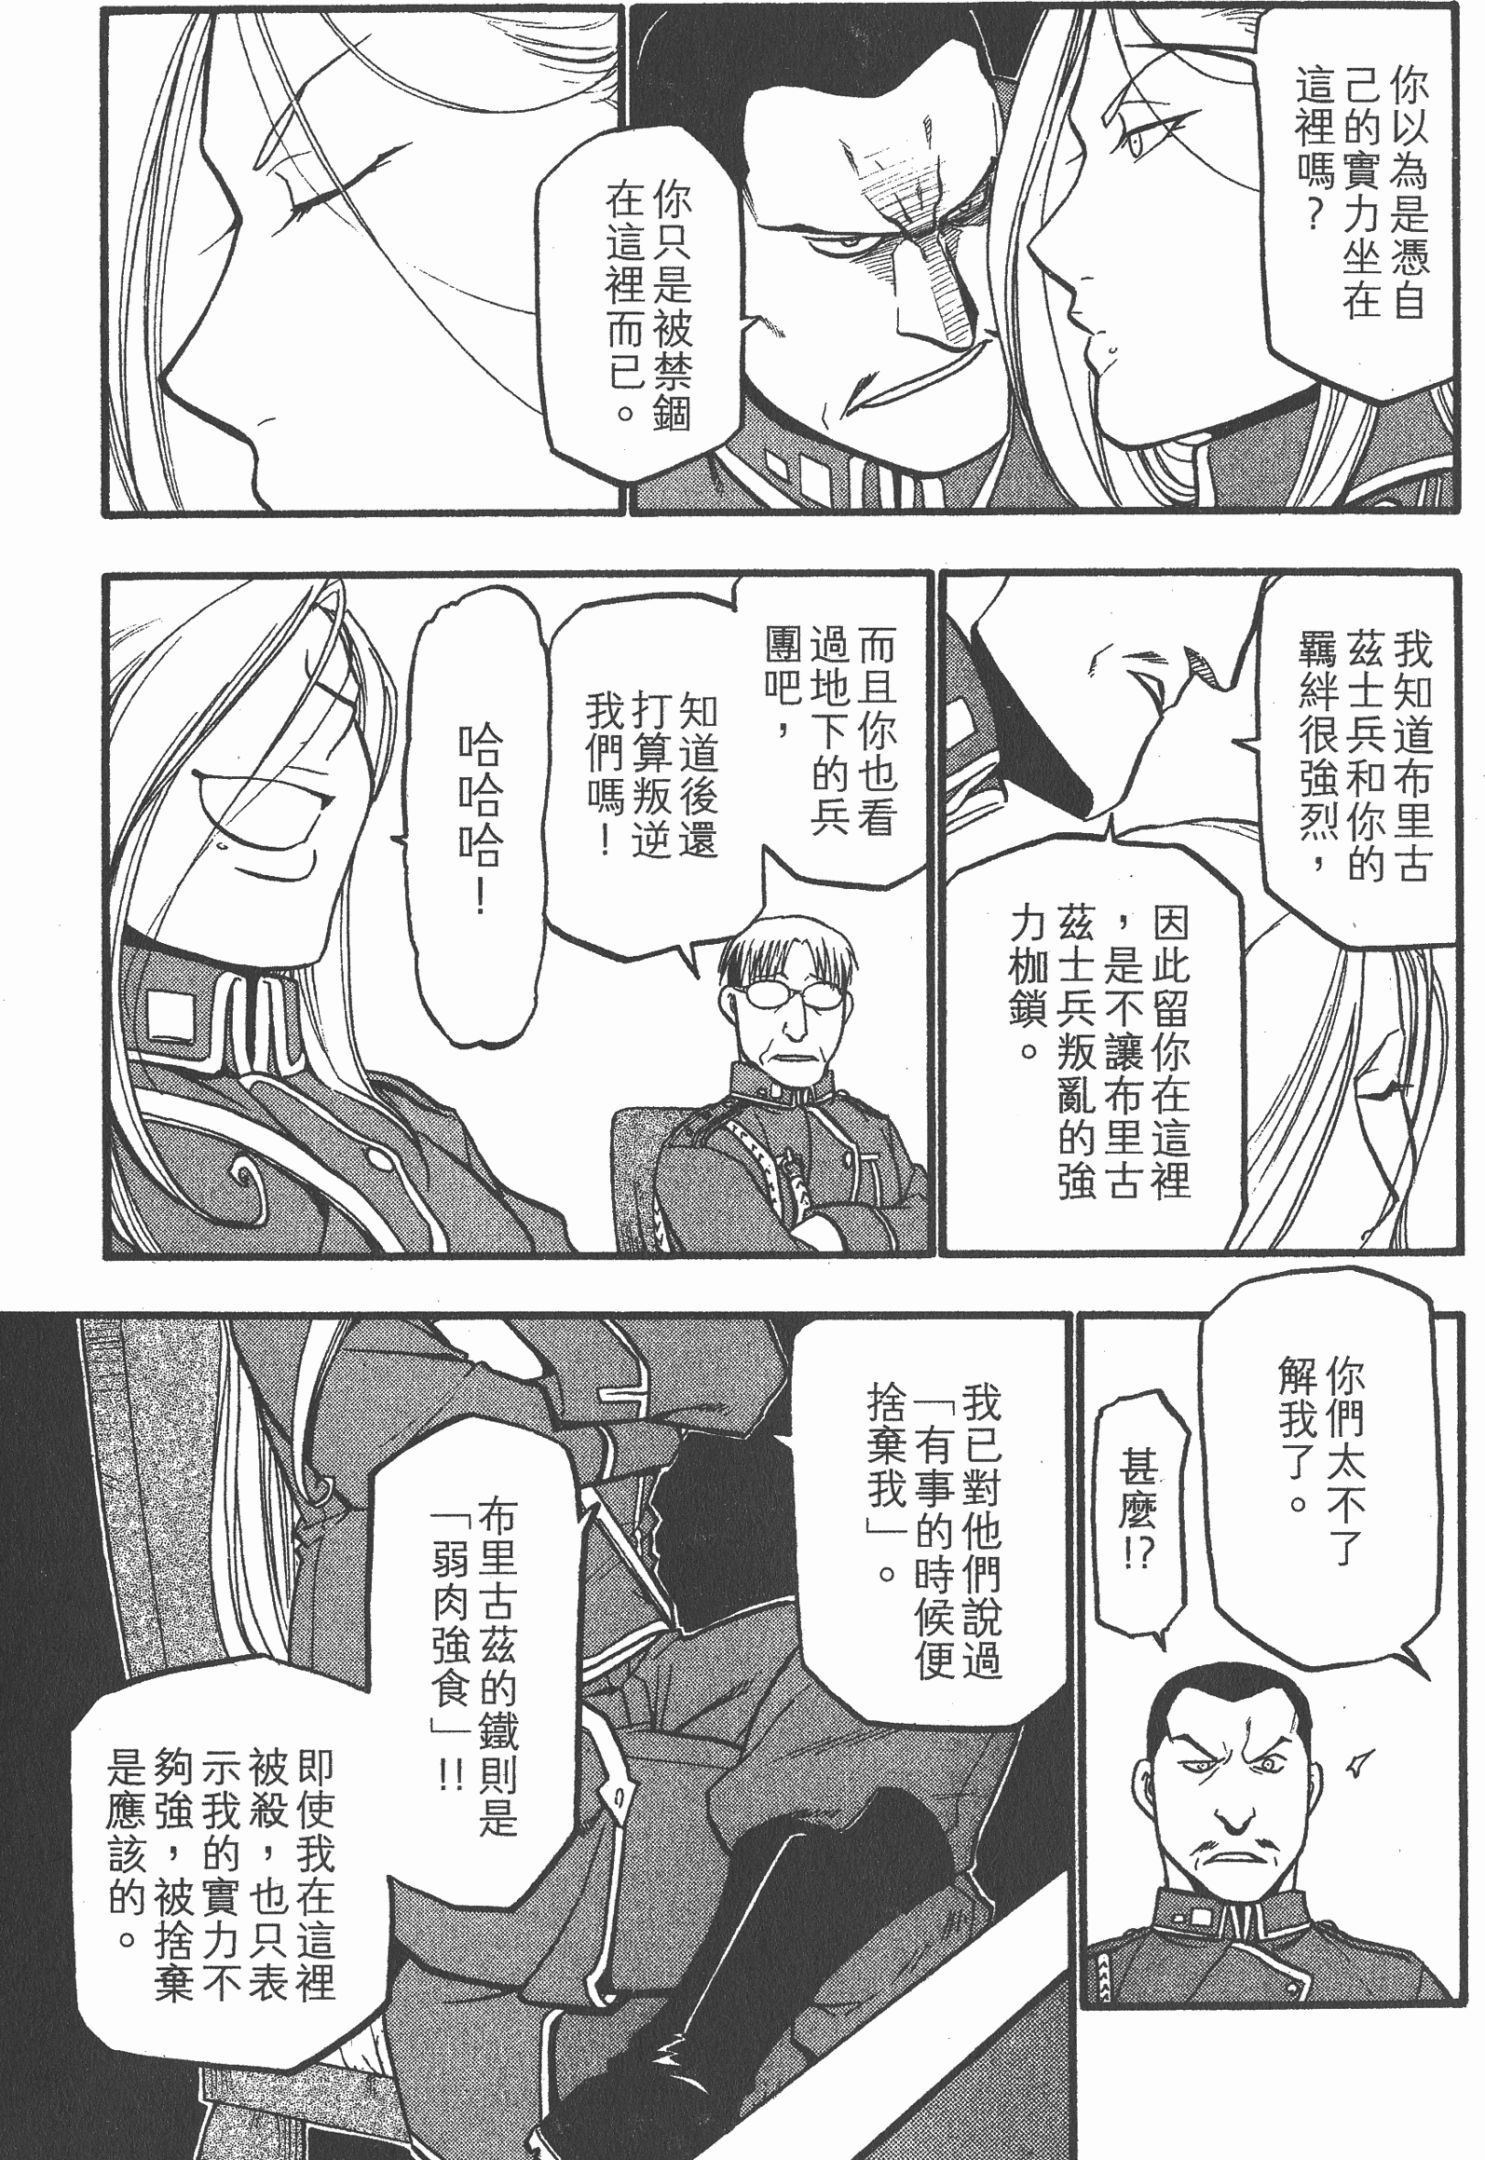 你以為是憑自
己的實力坐在
這裡嗎？
你只是被禁錮
在這裡而已。
我知道布里古
茲士兵和你的
羈絆很強烈，
因此留你在這裡
，是不讓布里古
茲士兵叛亂的強
力枷鎖。
而且你也看
過地下的兵
團吧，
知道後還
打算叛逆
我們嗎！
哈哈哈！
你們太不了
解我了。
甚麼!?
我已對他們說過
「有事的時候便
捨棄我」。
布里古茲的鐵則是
「弱肉強食」!!
即使我在這裡
被殺，也只表
示我的實力不
夠強，被捨棄
是應該的。